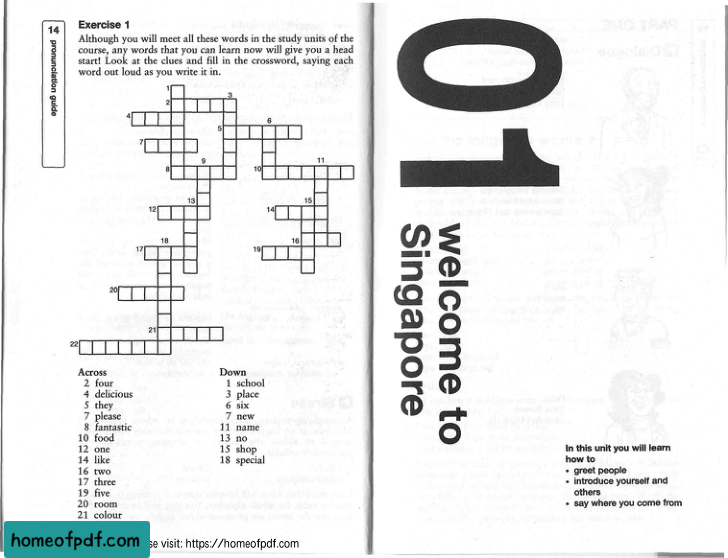 14 pronunciation guide
Exercise 1
Although you will meet all these words in the study units of the
course, any words that you can learn now will give you a head
start! Look at the clues and fill in the crossword, saying each
word out loud as you write it in.
1
2
3
4
5
6
7
8
9
10
11
12
13
14
15
16
17
18
19
20
21
22
Across
2 four
4 delicious
5 they
7 please
8 fantastic
10 food
12 one
14 like
16 two
17 three
19 five
20 room
21 colour
Down
1 school
3 place
6 six
7 new
11 name
13 no
15 shop
18 special
01
welcome to
Singapore
In this unit you will learn
how to
• greet people
• introduce yourself and
others
• say where you come from
homeofpdf.com
se visit: https://homeofpdf.com